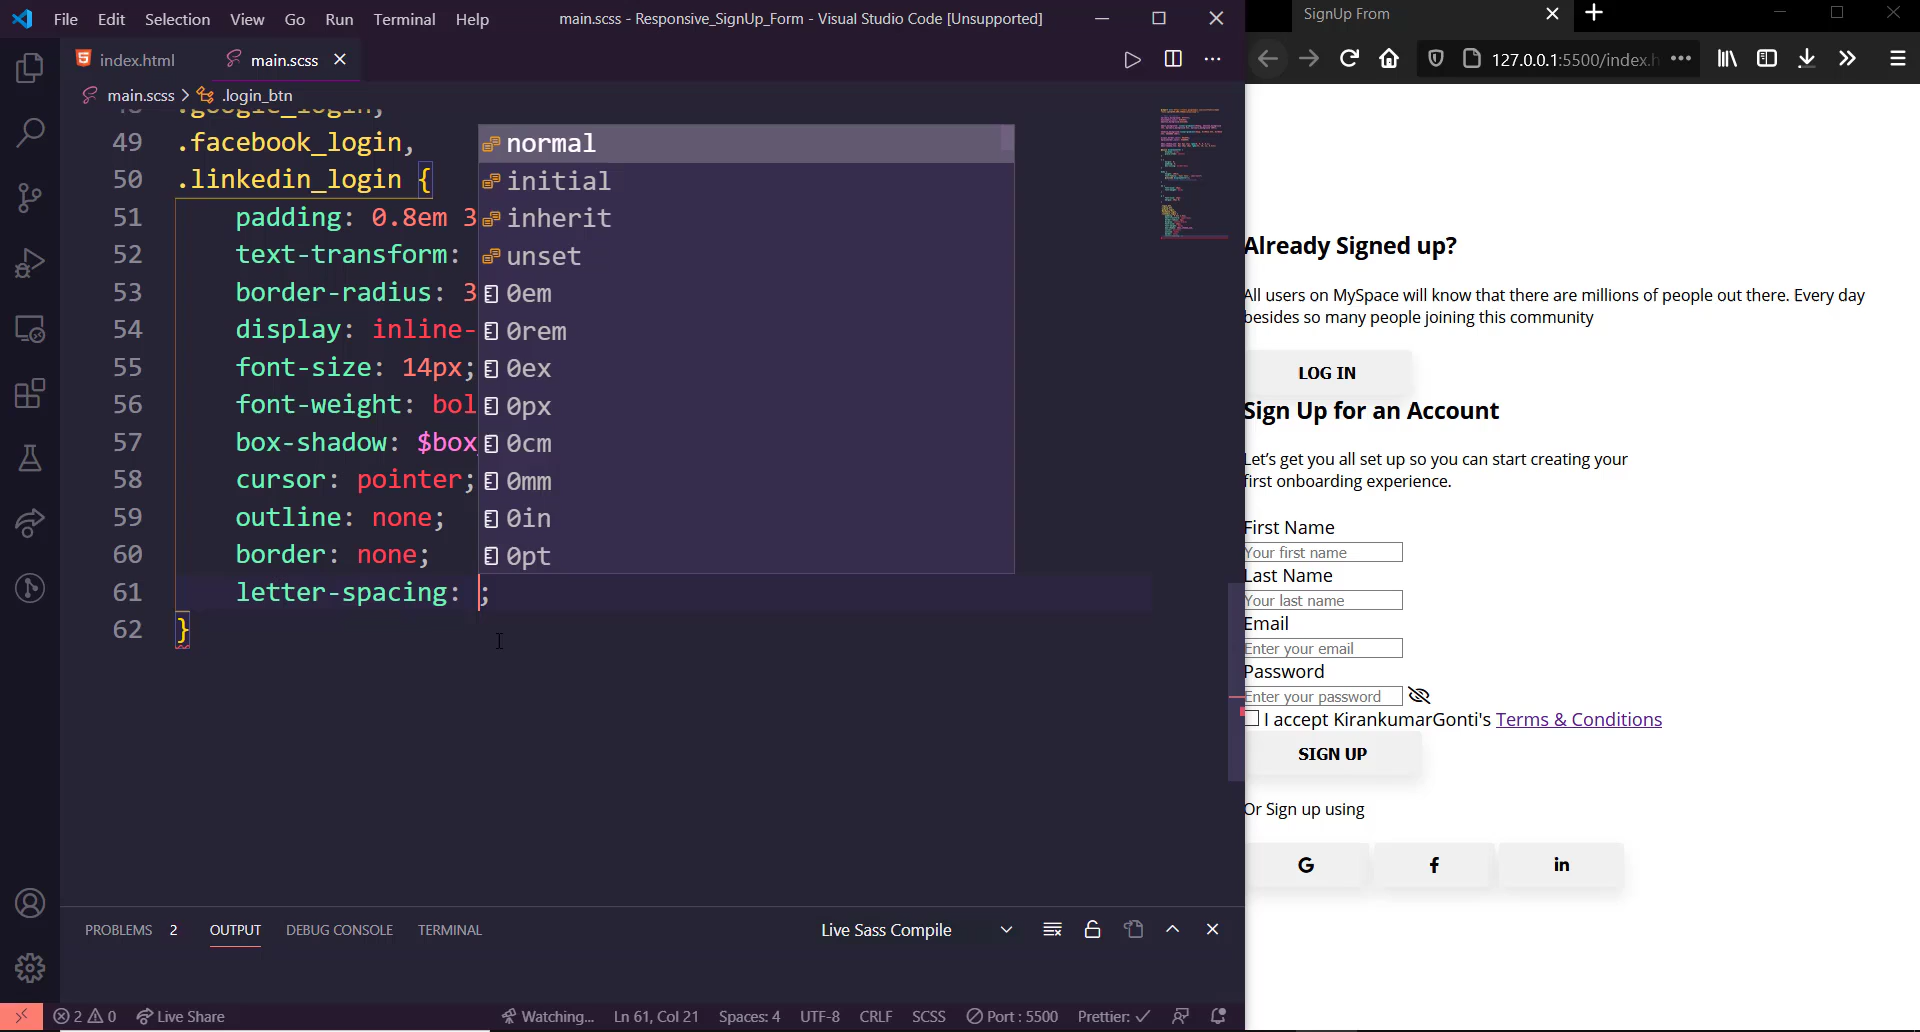 File Edit Selection View Go Run Terminal Help
main.scss - Responsive_SignUp_Form - Visual Studio Code [Unsupported]
index.html
main.scss
main.scss > .login_btn
49 .facebook_login,
50 .linkedin_login {
51 padding: 0.8em 3
52 text-transform:
53 border-radius: 3
54 display: inline-
55 font-size: 14px;
56 font-weight: bol
57 box-shadow: $box
58 cursor: pointer;
59 outline: none;
60 border: none;
61 letter-spacing: ;
62 }
normal
initial
inherit
unset
0em
0rem
0ex
0px
0cm
0mm
0in
0pt
PROBLEMS 2 OUTPUT DEBUG CONSOLE TERMINAL
Live Sass Compile
2 0 Live Share Watching... Ln 61, Col 21 Spaces: 4 UTF-8 CRLF SCSS Port : 5500 Prettier: ✓
SignUp From
127.0.0.1:5500/index.h
Already Signed up?
All users on MySpace will know that there are millions of people out there. Every day
besides so many people joining this community
LOG IN
Sign Up for an Account
Let's get you all set up so you can start creating your
first onboarding experience.
First Name
Your first name
Last Name
Your last name
Email
Enter your email
Password
Enter your password
I accept KirankumarGonti's Terms & Conditions
SIGN UP
Or Sign up using
G
f
in